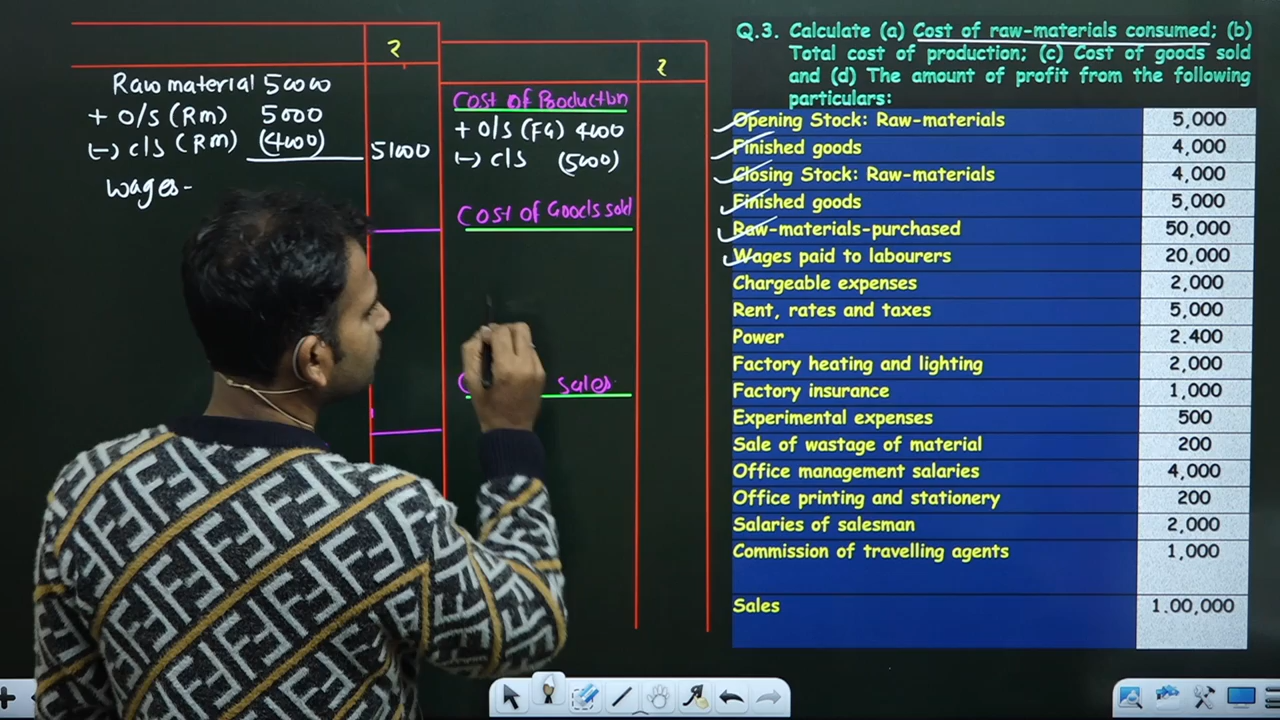 ₹
Raw material 50000
+ O/S (Rm) 5000
(-) C/S (Rm) (4000) 51000
Wages-
₹
Cost of Production
+ O/S (FG) 4000
(-) C/S (5000)
Cost of Goods sold
sales
Q.3. Calculate (a) Cost of raw-materials consumed; (b)
Total cost of production; (c) Cost of goods sold
and (d) The amount of profit from the following
particulars:
Opening Stock: Raw-materials 5,000
Finished goods 4,000
Closing Stock: Raw-materials 4,000
Finished goods 5,000
Raw-materials-purchased 50,000
Wages paid to labourers 20,000
Chargeable expenses 2,000
Rent, rates and taxes 5,000
Power 2.400
Factory heating and lighting 2,000
Factory insurance 1,000
Experimental expenses 500
Sale of wastage of material 200
Office management salaries 4,000
Office printing and stationery 200
Salaries of salesman 2,000
Commission of travelling agents 1,000
Sales 1.00,000